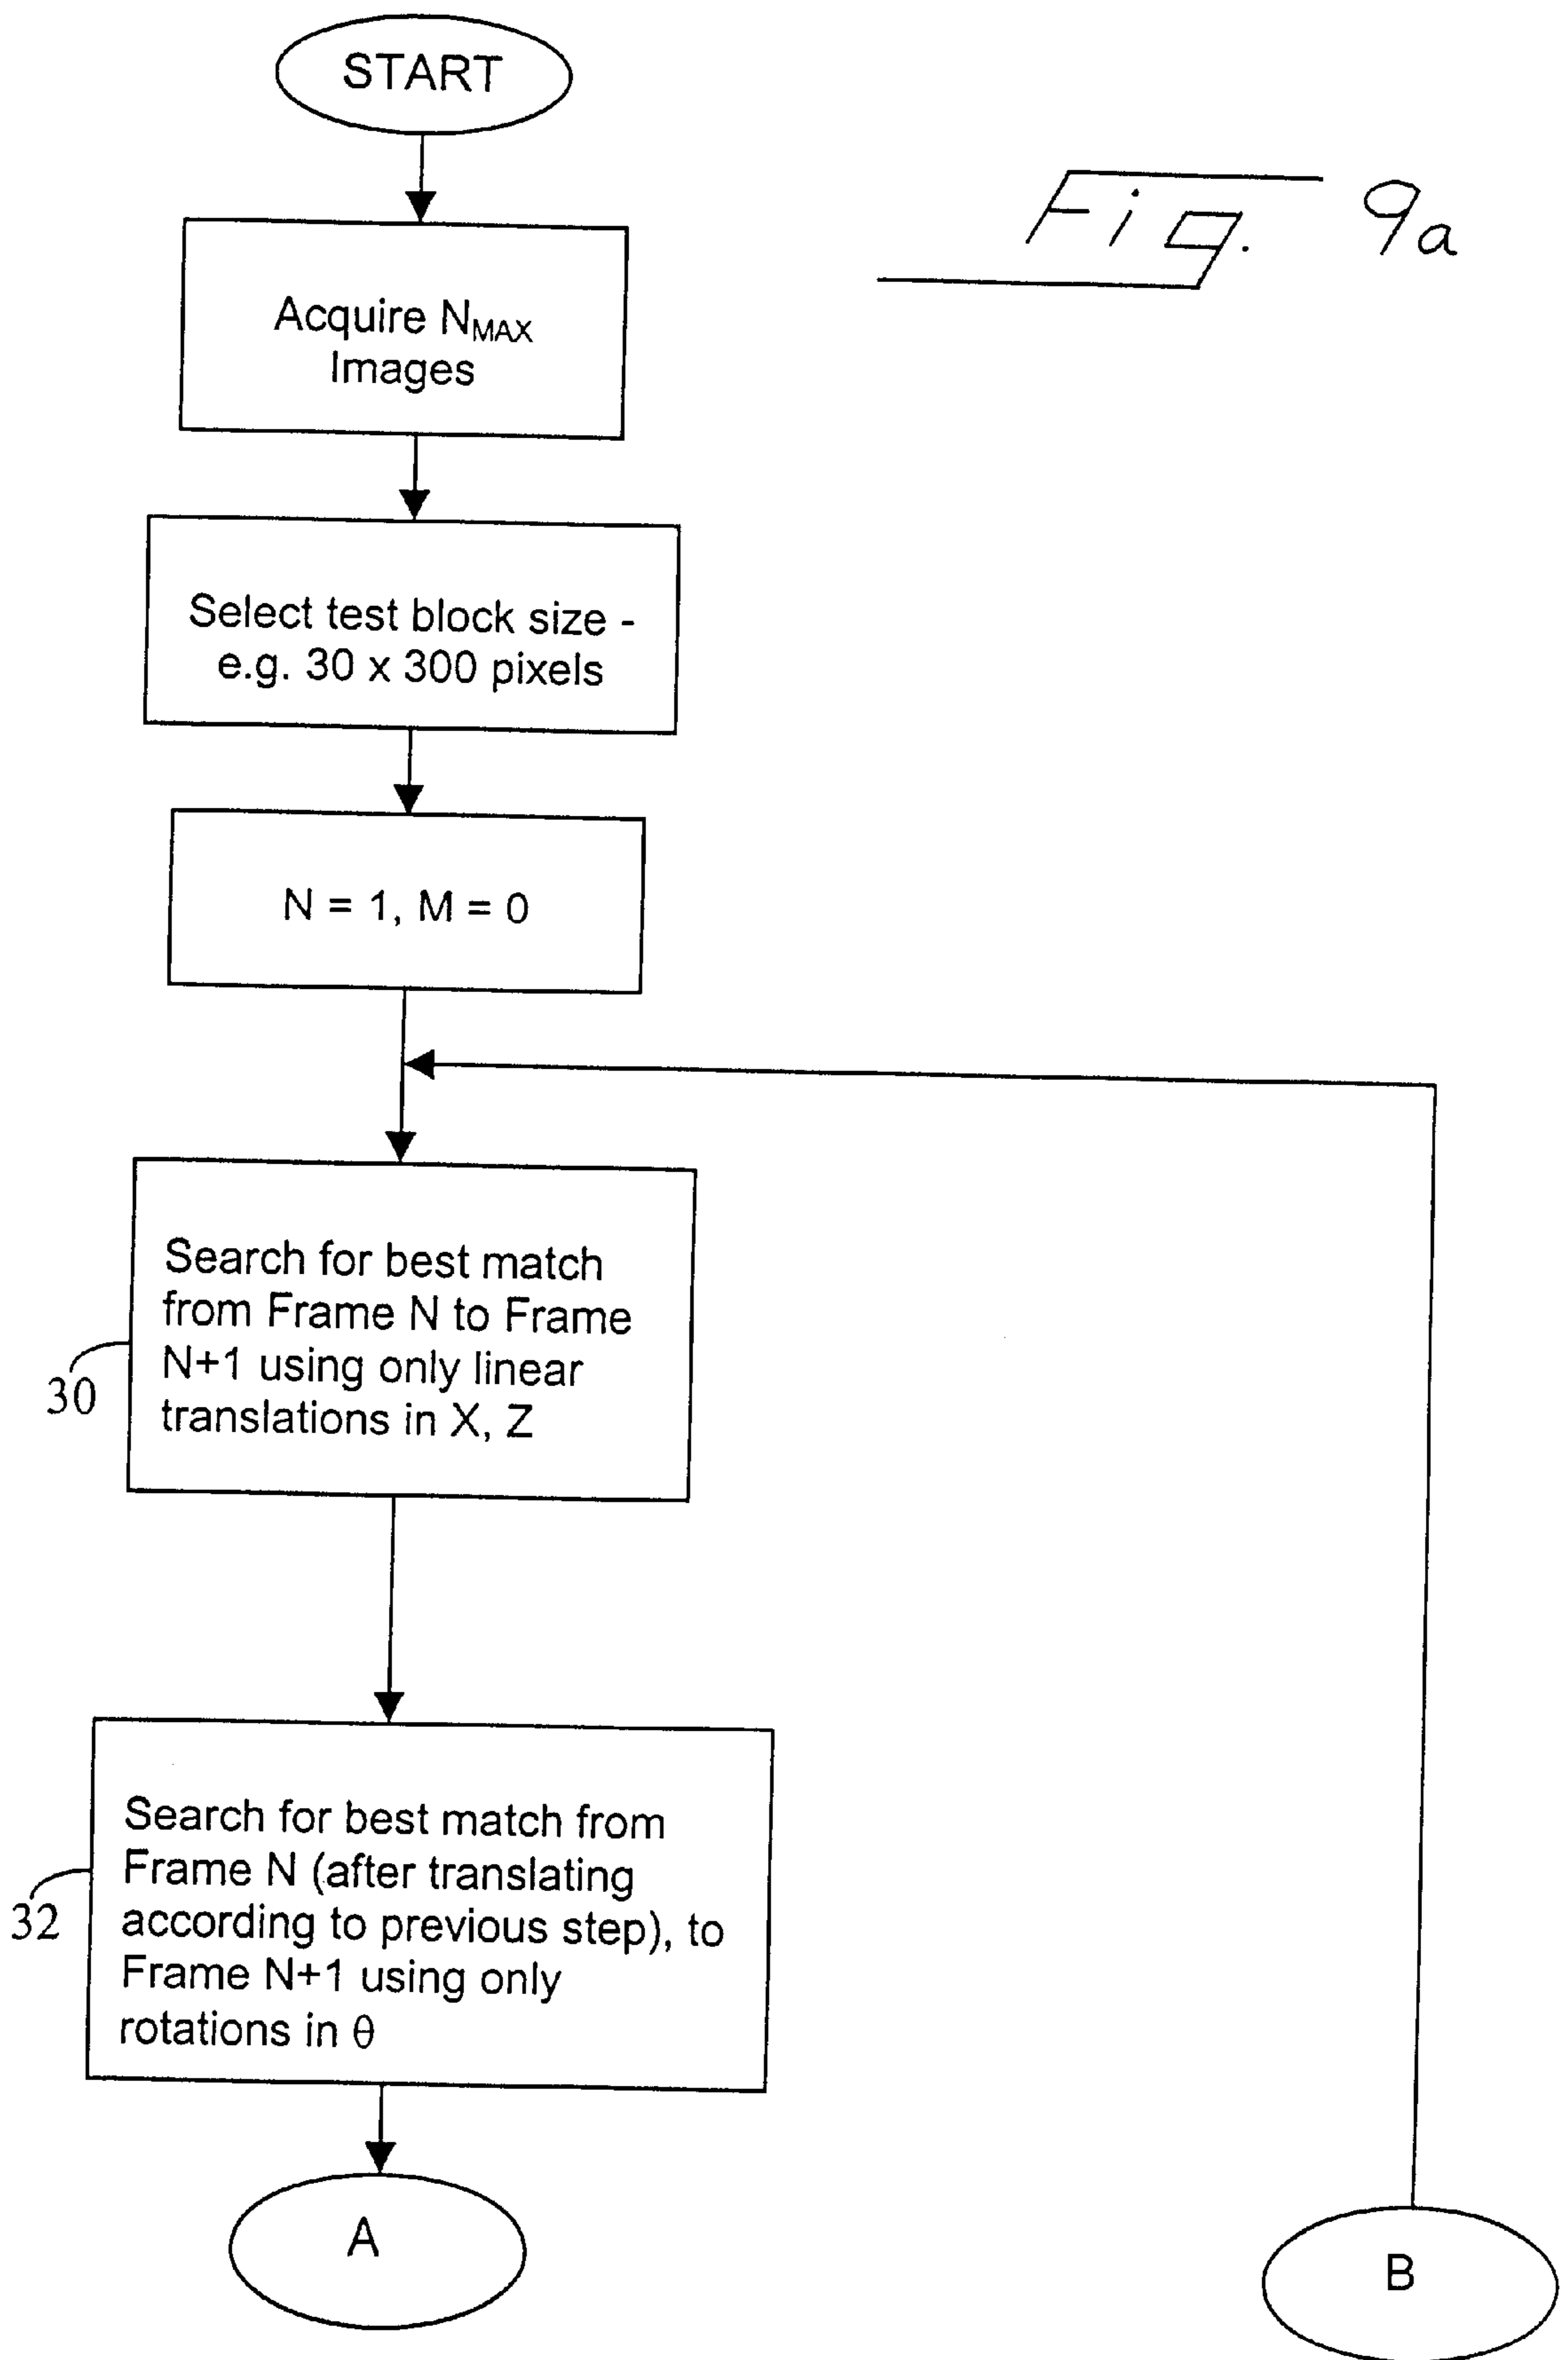 START
Fig. 9a
Acquire NMAX
Images
Select test block size -
e.g. 30 x 300 pixels
N = 1, M = 0
Search for best match
from Frame N to Frame
N+1 using only linear
translations in X, Z
30
Search for best match from
Frame N (after translating
according to previous step), to
Frame N+1 using only
rotations in θ
32
A
B